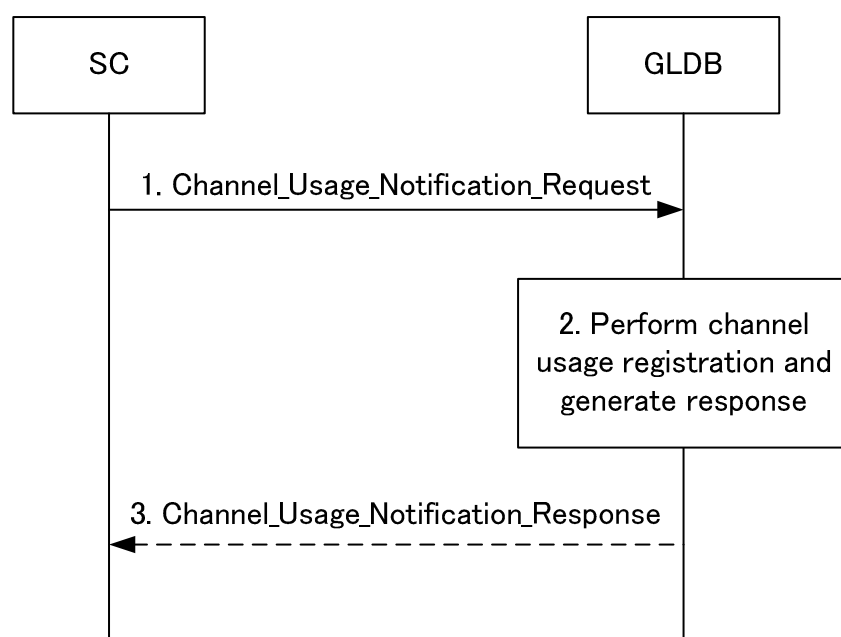 SC
GLDB
1. Channel_Usage_Notification_Request
2. Perform channel
usage registration and
generate response
3. Channel_Usage_Notification_Response